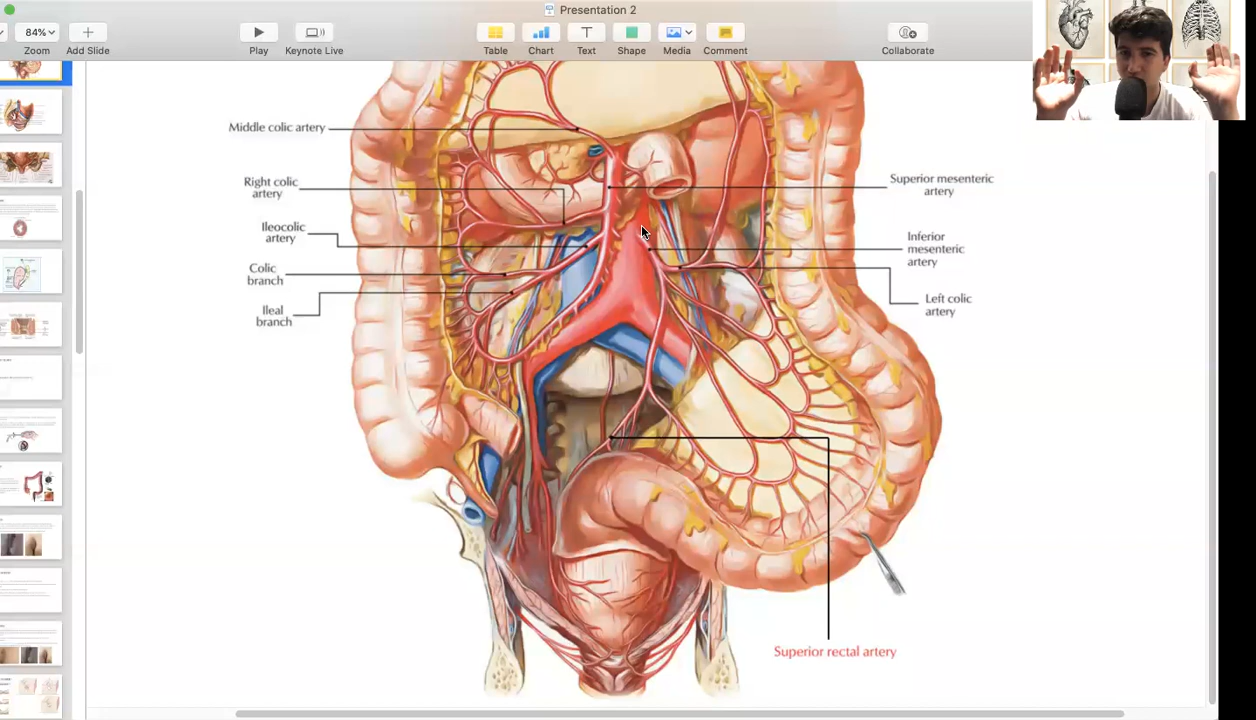 Presentation 2
84%
Zoom
Add Slide
Play
Keynote Live
Table
Chart
Text
Shape
Media
Comment
Collaborate
Middle colic artery
Right colic
artery
Ileocolic
artery
Colic
branch
Ileal
branch
Superior mesenteric
artery
Inferior
mesenteric
artery
Left colic
artery
Superior rectal artery